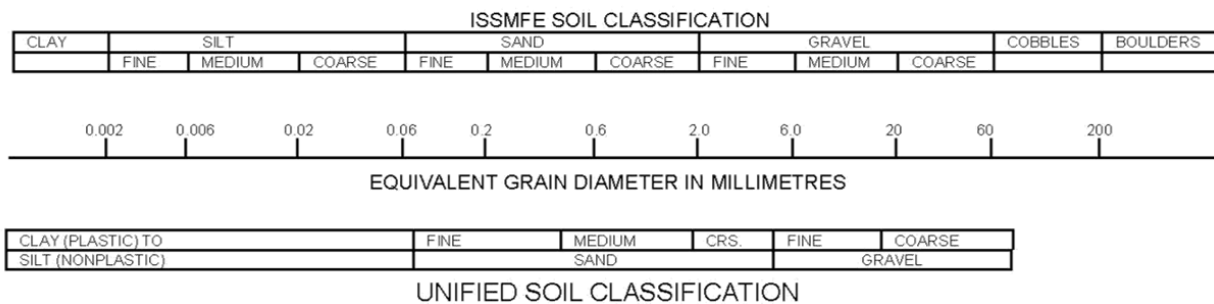 ISSMFE SOIL CLASSIFICATION
CLAY SILT SAND GRAVEL COBBLES BOULDERS
FINE MEDIUM COARSE FINE MEDIUM COARSE FINE MEDIUM COARSE
0.002 0.006 0.02 0.06 0.2 0.6 2.0 6.0 20 60 200
EQUIVALENT GRAIN DIAMETER IN MILLIMETRES
CLAY (PLASTIC) TO FINE MEDIUM CRS. FINE COARSE
SILT (NONPLASTIC) SAND GRAVEL
UNIFIED SOIL CLASSIFICATION